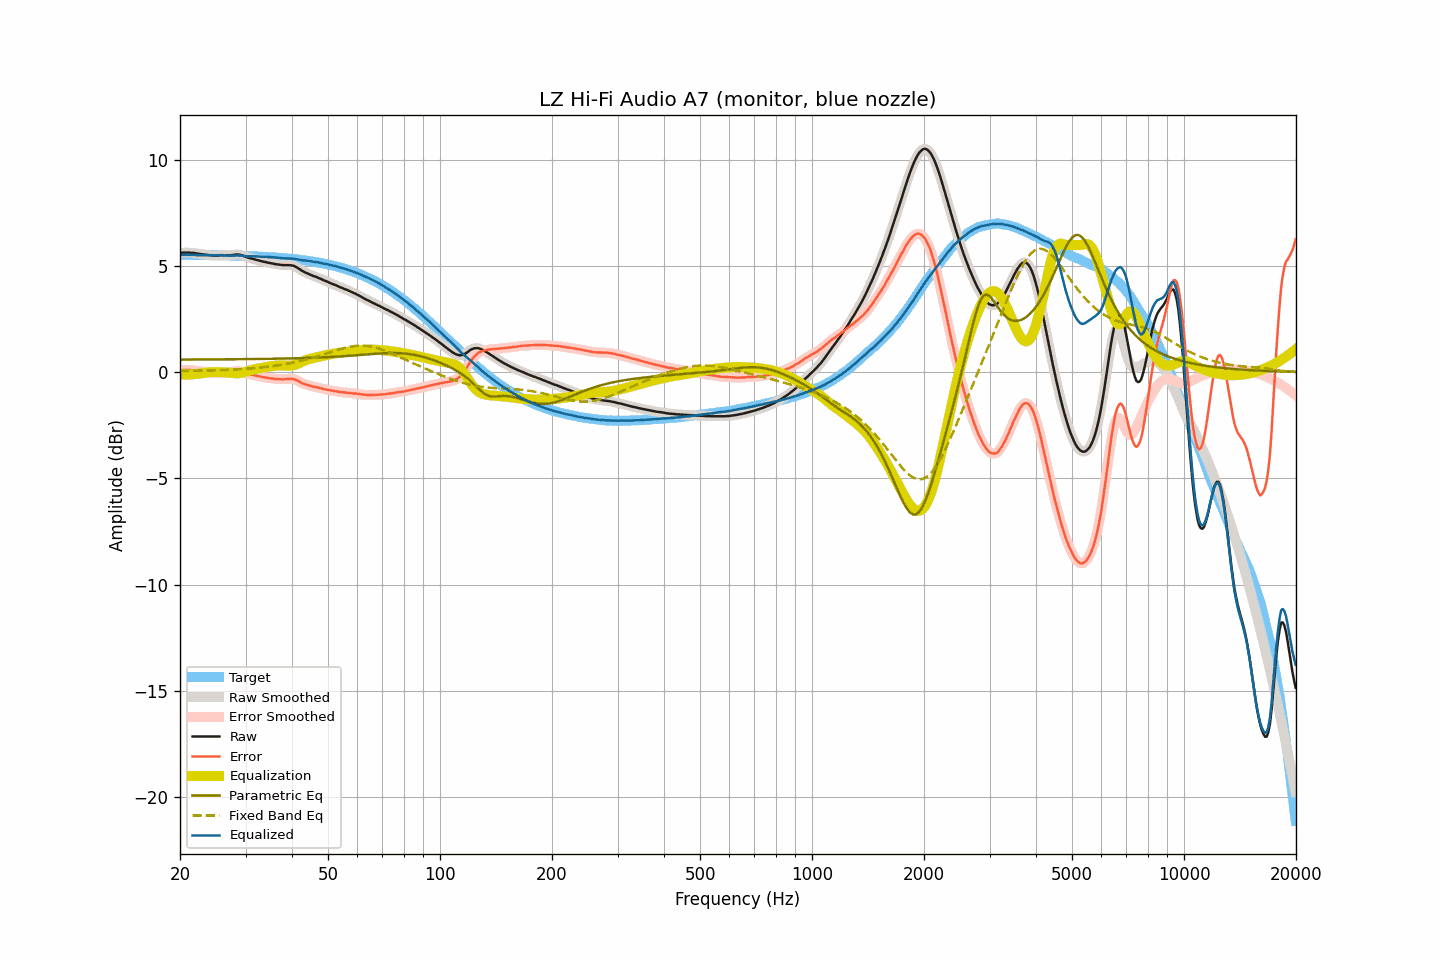 LZ Hi-Fi Audio A7 (monitor, blue nozzle)
10
5
0
−5
−10
−15
−20
Amplitude (dBr)
Target
Raw Smoothed
Error Smoothed
Raw
Error
Equalization
Parametric Eq
Fixed Band Eq
Equalized
20 50 100 200 500 1000 2000 5000 10000 20000
Frequency (Hz)